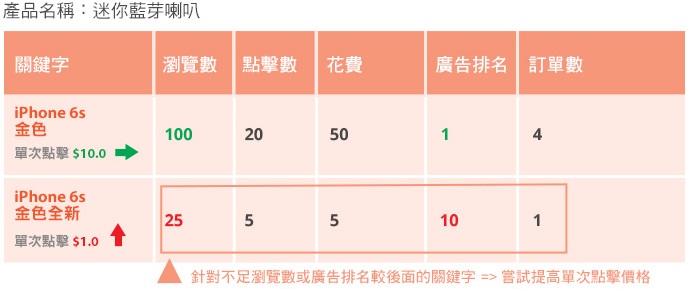 產品名稱：迷你藍芽喇叭
關鍵字 瀏覽數 點擊數 花費 廣告排名 訂單數
iPhone 6s
金色
單次點擊 $10.0
100 20 50 1 4
iPhone 6s
金色全新
單次點擊 $1.0
25 5 5 10 1
針對不足瀏覽數或廣告排名較後面的關鍵字 => 嘗試提高單次點擊價格